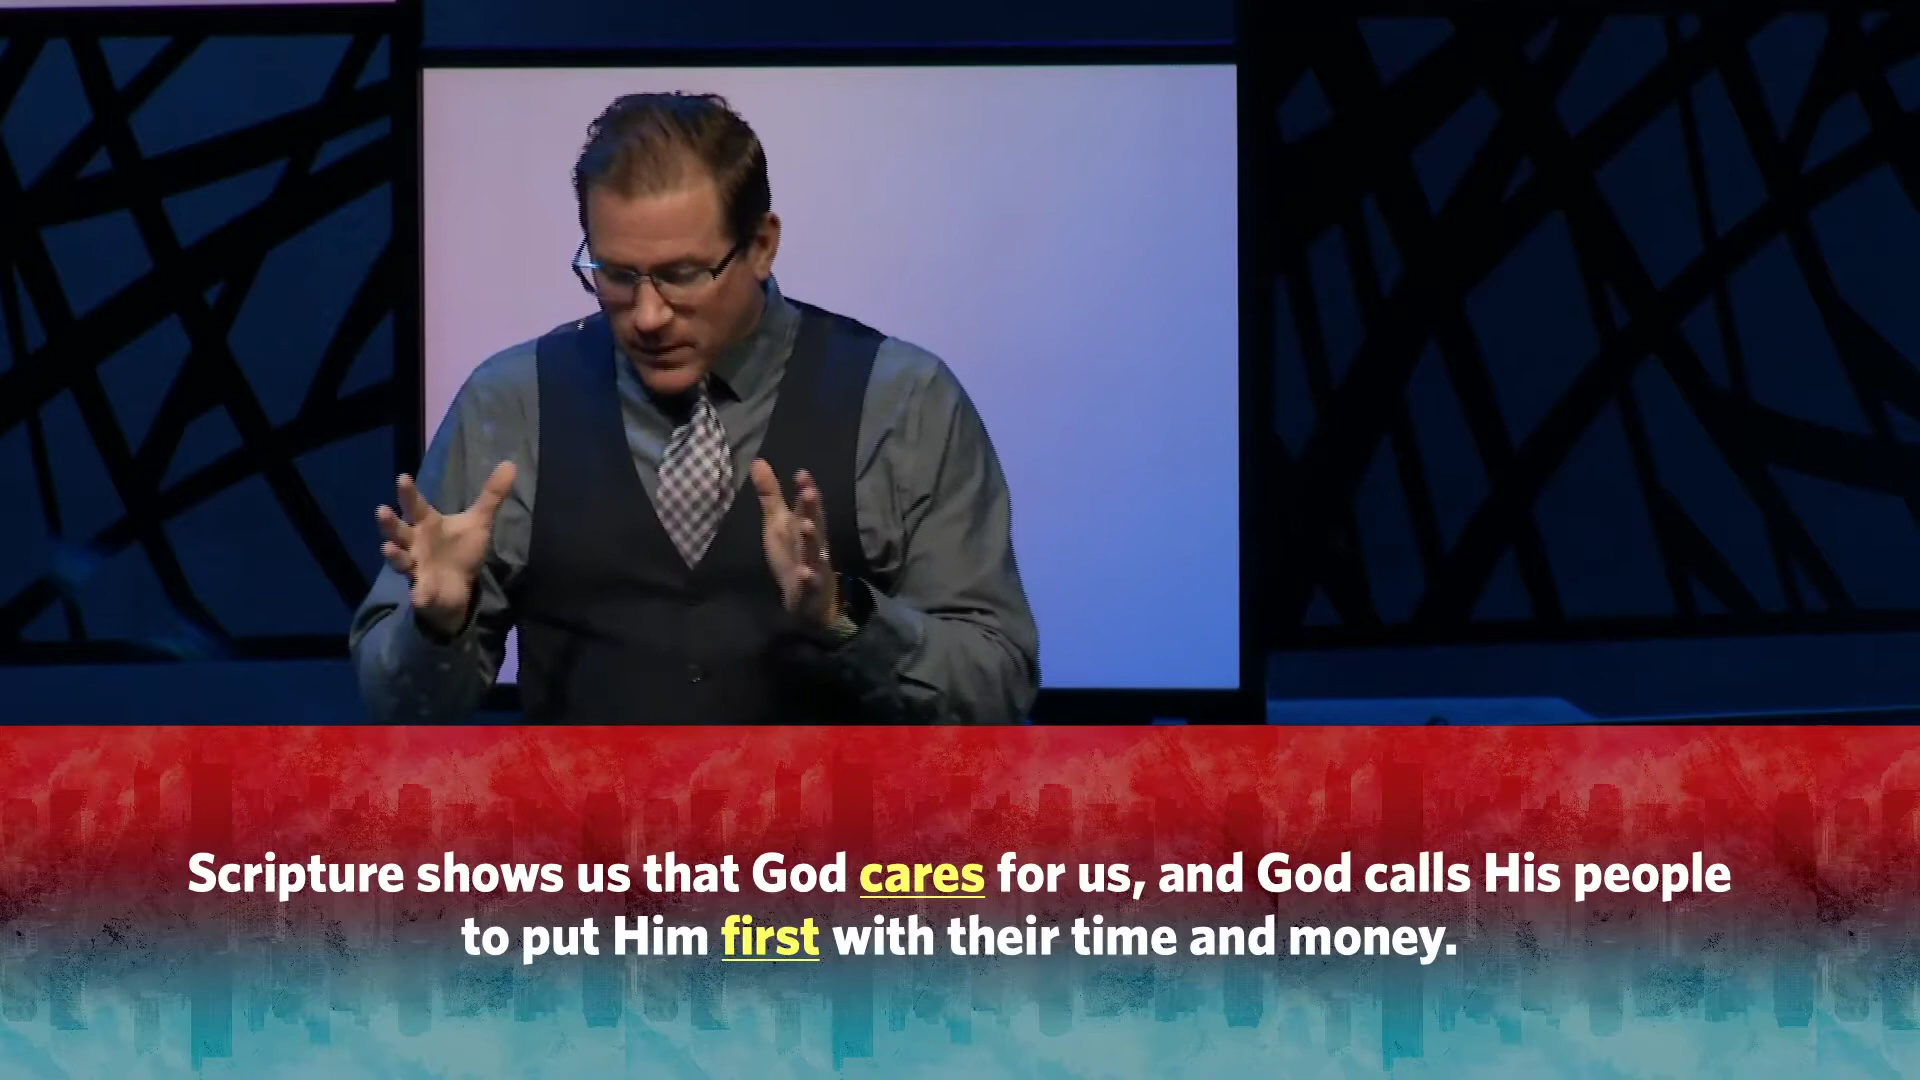 Scripture shows us that God cares for us, and God calls His people
to put Him first with their time and money.